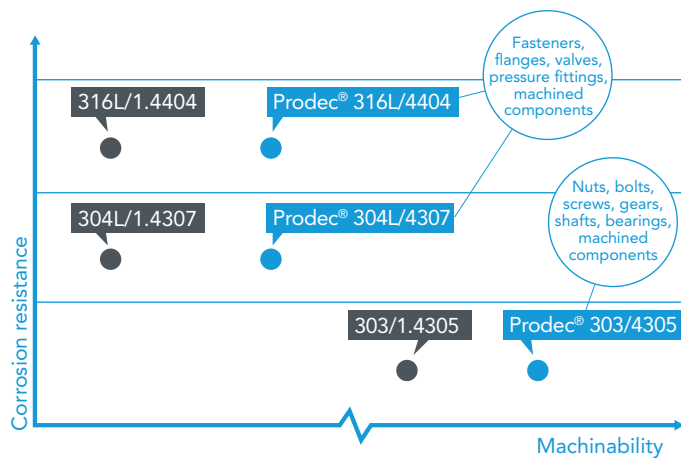 Fasteners,
flanges, valves,
pressure fittings,
machined
components
316L/1.4404
Prodec® 316L/4404
Nuts, bolts,
screws, gears,
shafts, bearings,
machined
components
304L/1.4307
Prodec® 304L/4307
303/1.4305
Prodec® 303/4305
Corrosion resistance
Machinability